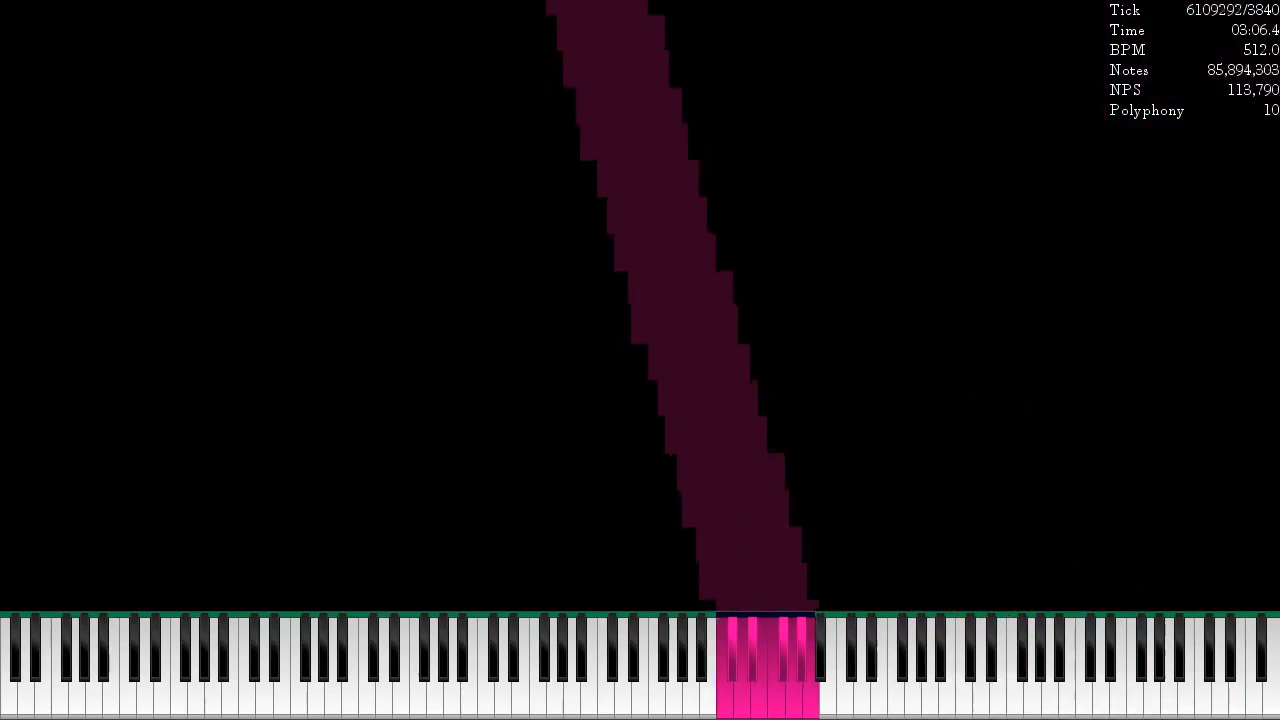 Tick 6109292/3840
Time 03:06.4
BPM 512.0
Notes 85,894,303
NPS 113,790
Polyphony 10